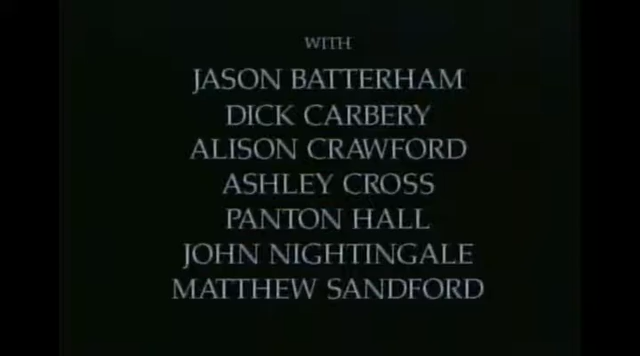 WITH
JASON BATTERHAM
DICK CARBERY
ALISON CRAWFORD
ASHLEY CROSS
PANTON HALL
JOHN NIGHTINGALE
MATTHEW SANDFORD